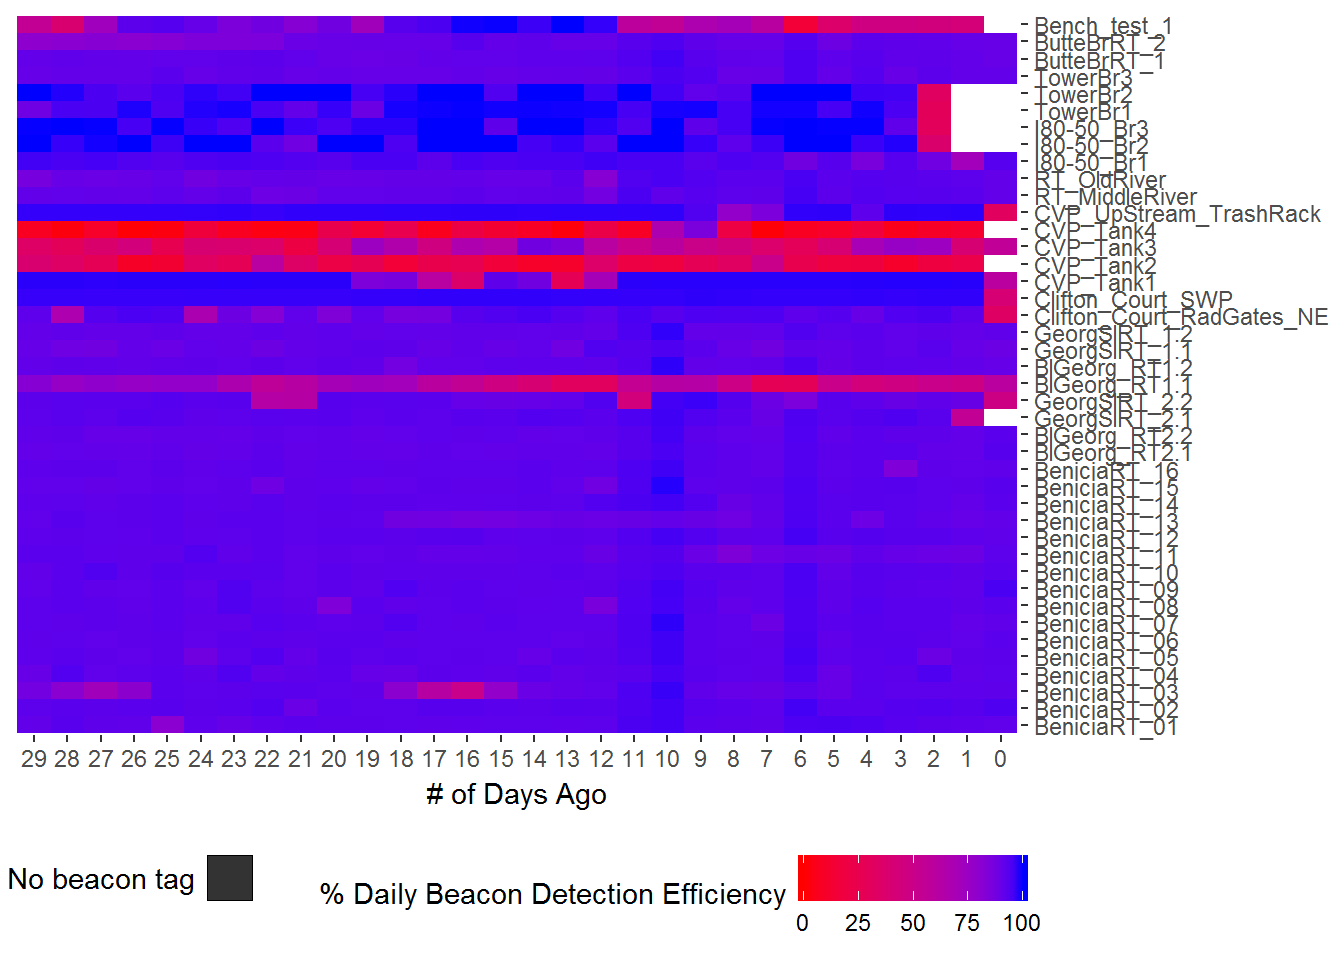 Bench_test_1
ButteBrRT_2
ButteBrRT_1
TowerBr3
TowerBr2
TowerBr1
I80-50_Br3
I80-50_Br2
I80-50_Br1
RT_OldRiver
RT_MiddleRiver
CVP_UpStream_TrashRack
CVP_Tank4
CVP_Tank3
CVP_Tank2
CVP_Tank1
Clifton_Court_SWP
Clifton_Court_RadGates_NE
GeorgSlRT_1.2
GeorgSlRT_1.1
BlGeorg_RT1.2
BlGeorg_RT1.1
GeorgSlRT_2.2
GeorgSlRT_2.1
BlGeorg_RT2.2
BlGeorg_RT2.1
BeniciaRT_16
BeniciaRT_15
BeniciaRT_14
BeniciaRT_13
BeniciaRT_12
BeniciaRT_11
BeniciaRT_10
BeniciaRT_09
BeniciaRT_08
BeniciaRT_07
BeniciaRT_06
BeniciaRT_05
BeniciaRT_04
BeniciaRT_03
BeniciaRT_02
BeniciaRT_01
29 28 27 26 25 24 23 22 21 20 19 18 17 16 15 14 13 12 11 10 9 8 7 6 5 4 3 2 1 0
# of Days Ago
No beacon tag
% Daily Beacon Detection Efficiency
0 25 50 75 100